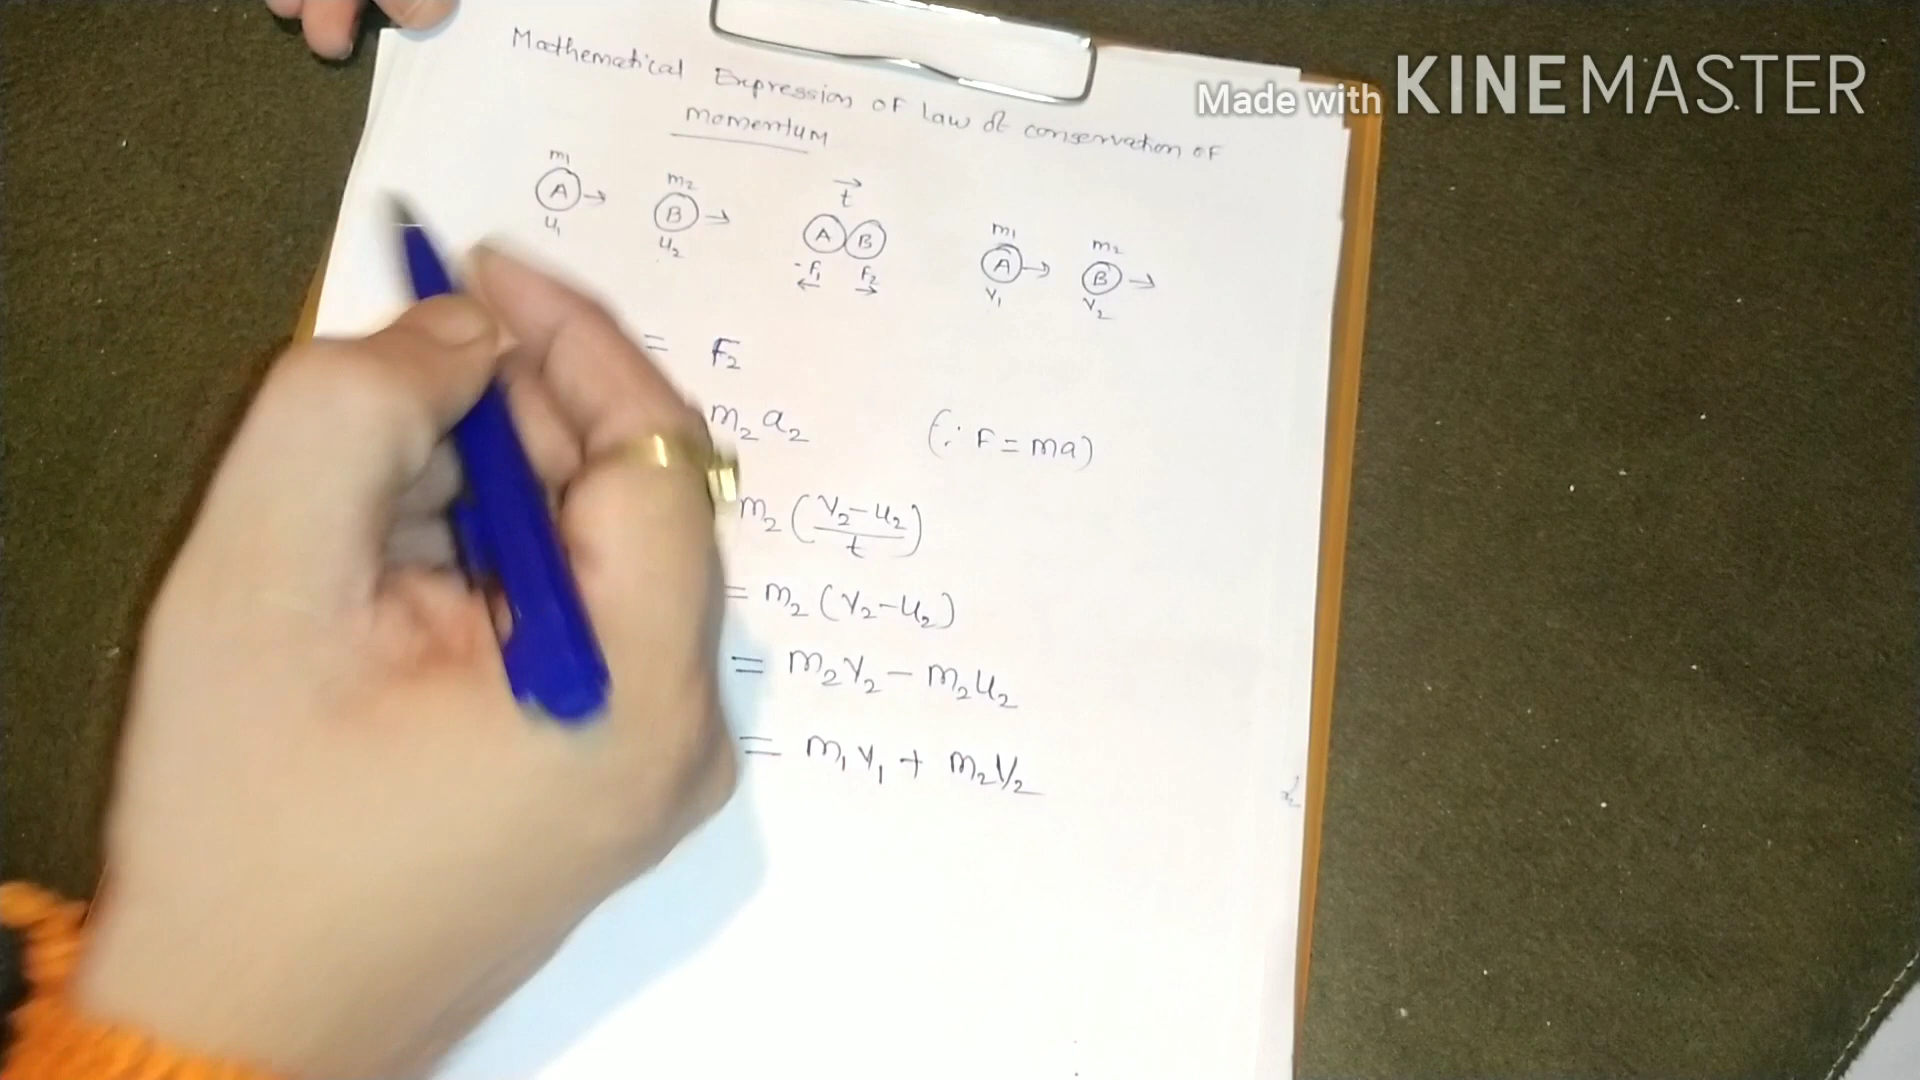 Made with KINEMASTER
Mathematical Expression of law of conservation of
momentum
m₁ m₂ t m₁ m₂
A → B → A B A → B →
u₁ u₂ -F₁ F₂ v₁ v₂
= F₂
m₂a₂ (∵ F = ma)
m₂(v₂-u₂/t)
= m₂(v₂-u₂)
= m₂v₂ - m₂u₂
= m₁v₁ + m₂v₂